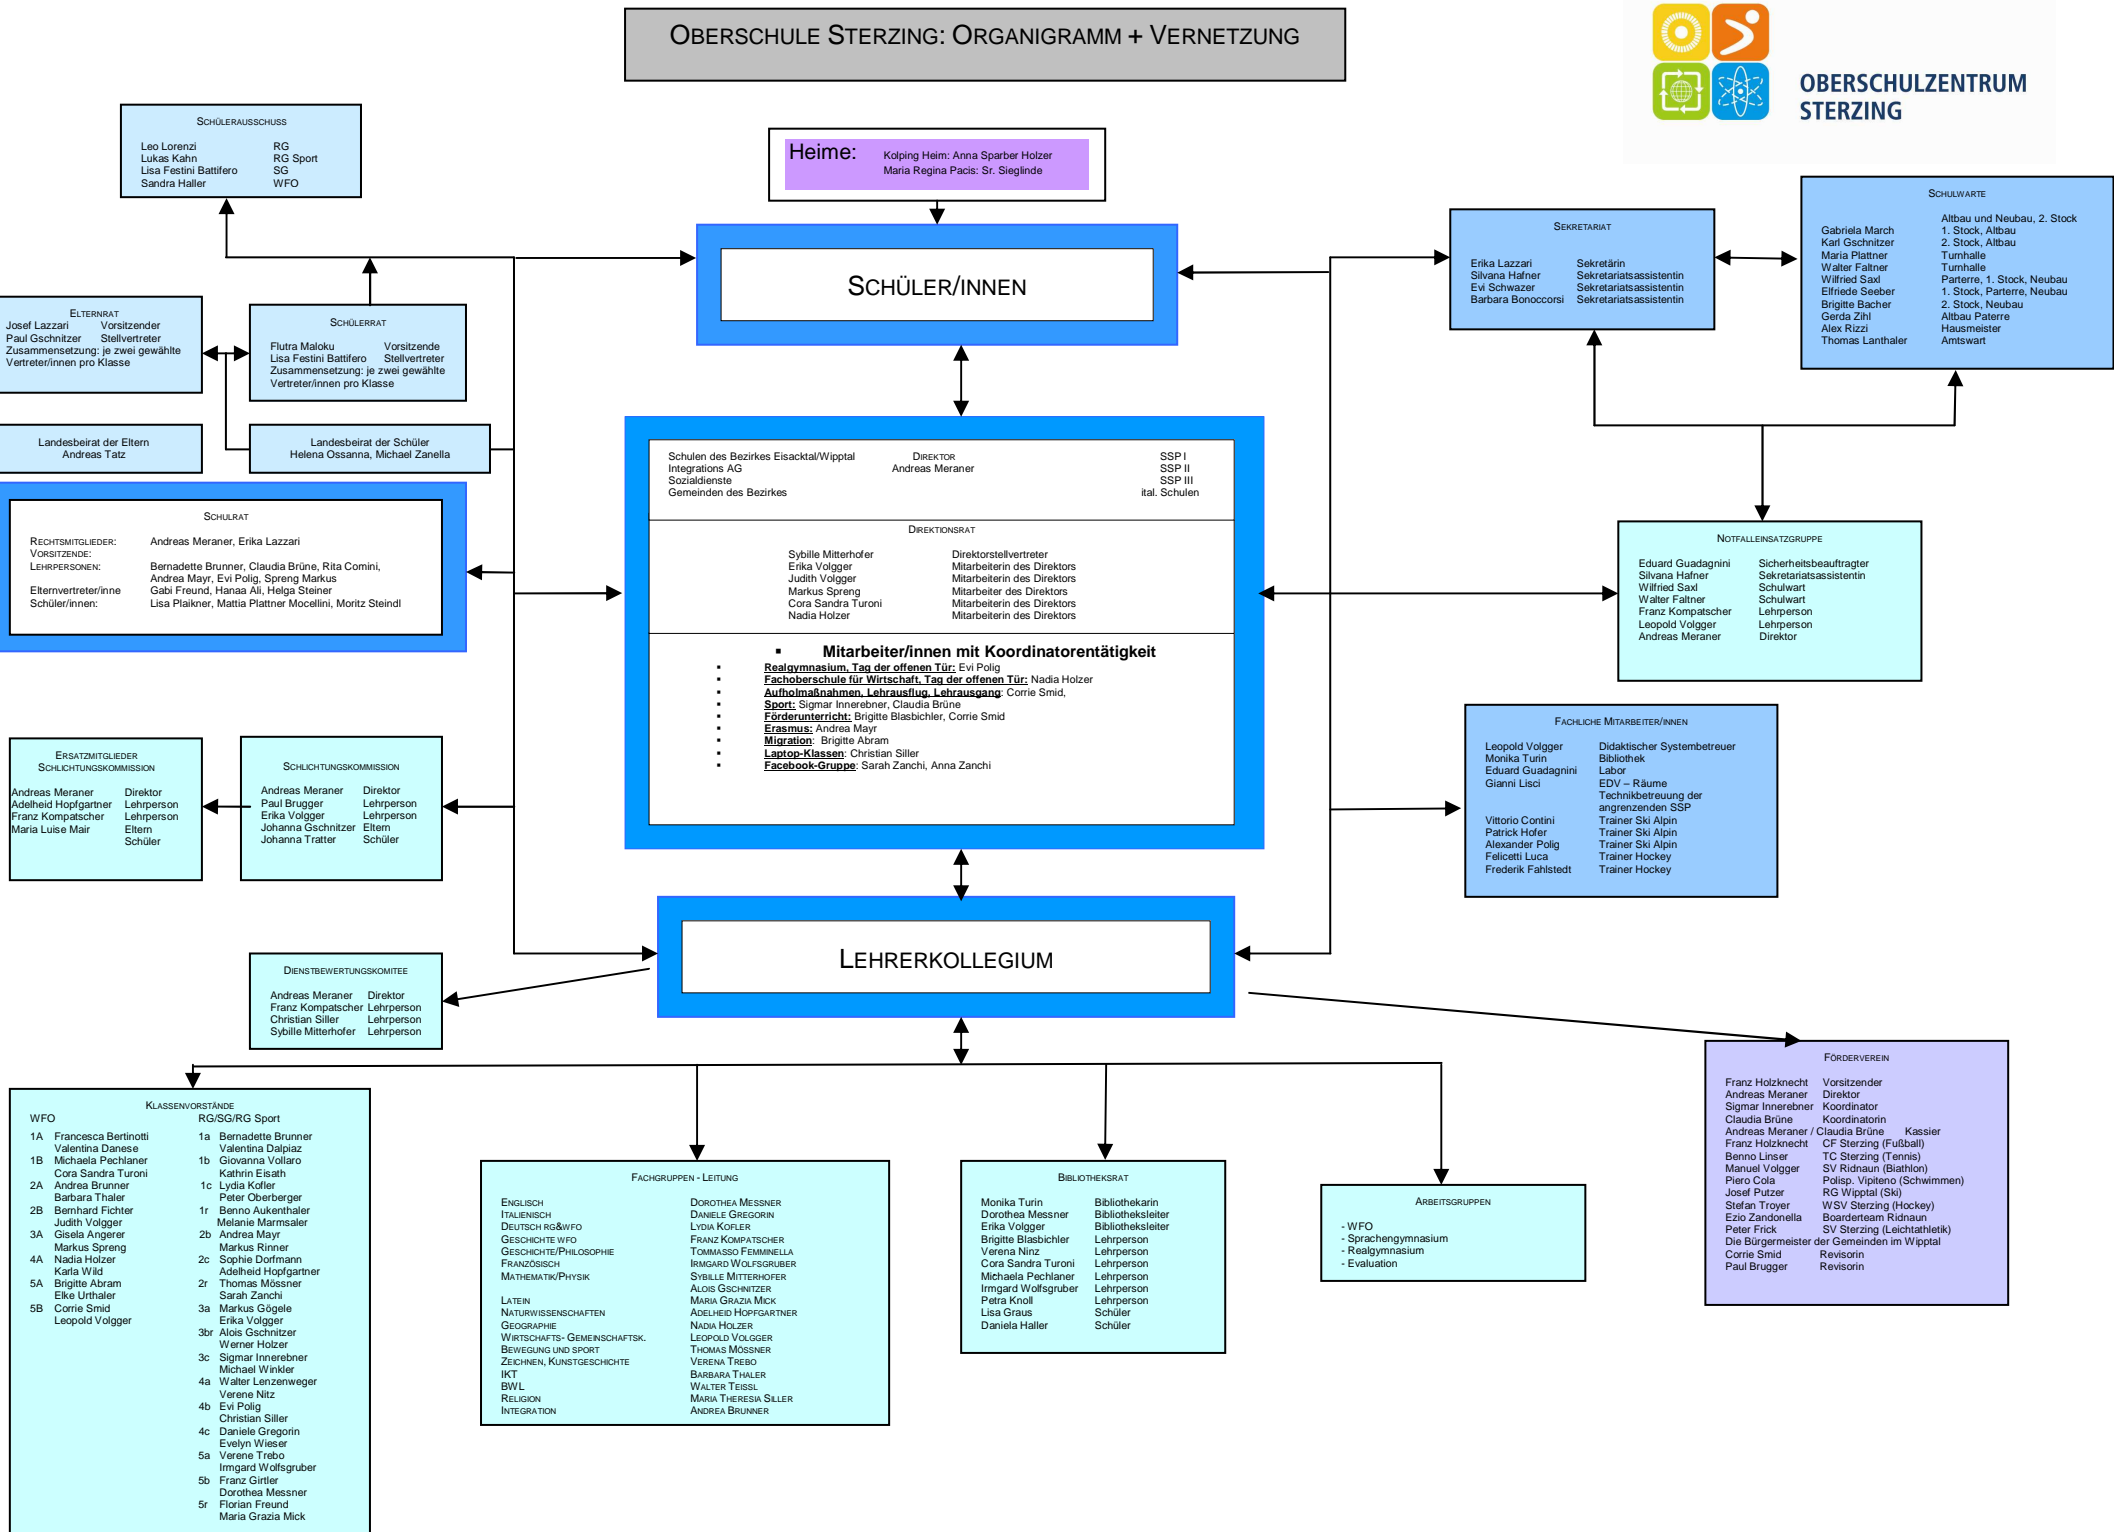 OBERSCHULE STERZING: ORGANIGRAMM + VERNETZUNG
OBERSCHULZENTRUM
STERZING
SCHÜLERAUSSCHUSS
Leo Lorenzi RG
Lukas Kahn RG Sport
Lisa Festini Battifero SG
Sandra Haller WFO
Heime: Kolping Heim: Anna Sparber Holzer
Maria Regina Pacis: Sr. Sieglinde
SCHÜLER/INNEN
SEKRETARIAT
Erika Lazzari Sekretärin
Silvana Hafner Sekretariatsassistentin
Evi Schwazer Sekretariatsassistentin
Barbara Bonoccorsi Sekretariatsassistentin
SCHULWARTE
Altbau und Neubau, 2. Stock
Gabriela March 1. Stock, Altbau
Karl Gschnitzer 2. Stock, Altbau
Maria Plattner Turnhalle
Walter Faltner Turnhalle
Wilfried Saxl Parterre, 1. Stock, Neubau
Elfriede Seeber 1. Stock, Parterre, Neubau
Brigitte Bacher 2. Stock, Neubau
Gerda Zihl Altbau Paterre
Alex Rizzi Hausmeister
Thomas Lanthaler Amtswart
ELTERNRAT
Josef Lazzari Vorsitzender
Paul Gschnitzer Stellvertreter
Zusammensetzung: je zwei gewählte
Vertreter/innen pro Klasse
SCHÜLERRAT
Flutra Maloku Vorsitzende
Lisa Festini Battifero Stellvertreter
Zusammensetzung: je zwei gewählte
Vertreter/innen pro Klasse
Landesbeirat der Eltern
Andreas Tatz
Landesbeirat der Schüler
Helena Ossanna, Michael Zanella
SCHULRAT
RECHTSMITGLIEDER: Andreas Meraner, Erika Lazzari
VORSITZENDE:
LEHRPERSONEN: Bernadette Brunner, Claudia Brüne, Rita Comini,
Andrea Mayr, Evi Polig, Spreng Markus
Elternvertreter/inne Gabi Freund, Hanaa Ali, Helga Steiner
Schüler/innen: Lisa Plaikner, Mattia Plattner Mocellini, Moritz Steindl
Schulen des Bezirkes Eisacktal/Wipptal DIREKTOR SSP I
Integrations AG Andreas Meraner SSP II
Sozialdienste SSP III
Gemeinden des Bezirkes ital. Schulen
DIREKTIONSRAT
Sybille Mitterhofer Direktorstellvertreter
Erika Volgger Mitarbeiterin des Direktors
Judith Volgger Mitarbeiterin des Direktors
Markus Spreng Mitarbeiter des Direktors
Cora Sandra Turoni Mitarbeiterin des Direktors
Nadia Holzer Mitarbeiterin des Direktors
▪ Mitarbeiter/innen mit Koordinatorentätigkeit
▪ Realgymnasium, Tag der offenen Tür: Evi Polig
▪ Fachoberschule für Wirtschaft, Tag der offenen Tür: Nadia Holzer
▪ Aufholmaßnahmen, Lehrausflug, Lehrausgang: Corrie Smid,
▪ Sport: Sigmar Innerebner, Claudia Brüne
▪ Förderunterricht: Brigitte Blasbichler, Corrie Smid
▪ Erasmus: Andrea Mayr
▪ Migration: Brigitte Abram
▪ Laptop-Klassen: Christian Siller
▪ Facebook-Gruppe: Sarah Zanchi, Anna Zanchi
NOTFALLEINSATZGRUPPE
Eduard Guadagnini Sicherheitsbeauftragter
Silvana Hafner Sekretariatsassistentin
Wilfried Saxl Schulwart
Walter Faltner Schulwart
Franz Kompatscher Lehrperson
Leopold Volgger Lehrperson
Andreas Meraner Direktor
FACHLICHE MITARBEITER/INNEN
Leopold Volgger Didaktischer Systembetreuer
Monika Turin Bibliothek
Eduard Guadagnini Labor
Gianni Lisci EDV – Räume
Technikbetreuung der
angrenzenden SSP
Vittorio Contini Trainer Ski Alpin
Patrick Hofer Trainer Ski Alpin
Alexander Polig Trainer Ski Alpin
Felicetti Luca Trainer Hockey
Frederik Fahlstedt Trainer Hockey
ERSATZMITGLIEDER
SCHLICHTUNGSKOMMISSION
Andreas Meraner Direktor
Adelheid Hopfgartner Lehrperson
Franz Kompatscher Lehrperson
Maria Luise Mair Eltern
Schüler
SCHLICHTUNGSKOMMISSION
Andreas Meraner Direktor
Paul Brugger Lehrperson
Erika Volgger Lehrperson
Johanna Gschnitzer Eltern
Johanna Tratter Schüler
LEHRERKOLLEGIUM
DIENSTBEWERTUNGSKOMITEE
Andreas Meraner Direktor
Franz Kompatscher Lehrperson
Christian Siller Lehrperson
Sybille Mitterhofer Lehrperson
KLASSENVORSTÄNDE
WFO
1A Francesca Bertinotti
Valentina Danese
1B Michaela Pechlaner
Cora Sandra Turoni
2A Andrea Brunner
Barbara Thaler
2B Bernhard Fichter
Judith Volgger
3A Gisela Angerer
Markus Spreng
4A Nadia Holzer
Karla Wild
5A Brigitte Abram
Elke Urthaler
5B Corrie Smid
Leopold Volgger
RG/SG/RG Sport
1a Bernadette Brunner
Valentina Dalpiaz
1b Giovanna Vollaro
Kathrin Eisath
1c Lydia Kofler
Peter Oberberger
1r Benno Aukenthaler
Melanie Marmsaler
2b Andrea Mayr
Markus Rinner
2c Sophie Dorfmann
Adelheid Hopfgartner
2r Thomas Mössner
Sarah Zanchi
3a Markus Gögele
Erika Volgger
3br Alois Gschnitzer
Werner Holzer
3c Sigmar Innerebner
Michael Winkler
4a Walter Lenzenweger
Verene Nitz
4b Evi Polig
Christian Siller
4c Daniele Gregorin
Evelyn Wieser
5a Verene Trebo
Irmgard Wolfsgruber
5b Franz Girtler
Dorothea Messner
5r Florian Freund
Maria Grazia Mick
FACHGRUPPEN - LEITUNG
ENGLISCH DOROTHEA MESSNER
ITALIENISCH DANIELE GREGORIN
DEUTSCH RG&WFO LYDIA KOFLER
GESCHICHTE WFO FRANZ KOMPATSCHER
GESCHICHTE/PHILOSOPHIE TOMMASSO FEMMINELLA
FRANZÖSISCH IRMGARD WOLFSGRUBER
MATHEMATIK/PHYSIK SYBILLE MITTERHOFER
ALOIS GSCHNITZER
LATEIN MARIA GRAZIA MICK
NATURWISSENSCHAFTEN ADELHEID HOPFGARTNER
GEOGRAPHIE NADIA HOLZER
WIRTSCHAFTS- GEMEINSCHAFTSK. LEOPOLD VOLGGER
BEWEGUNG UND SPORT THOMAS MÖSSNER
ZEICHNEN, KUNSTGESCHICHTE VERENA TREBO
IKT BARBARA THALER
BWL WALTER TEISSL
RELIGION MARIA THERESIA SILLER
INTEGRATION ANDREA BRUNNER
BIBLIOTHEKSRAT
Monika Turin Bibliothekarin
Dorothea Messner Bibliotheksleiter
Erika Volgger Bibliotheksleiter
Brigitte Blasbichler Lehrperson
Verena Ninz Lehrperson
Cora Sandra Turoni Lehrperson
Michaela Pechlaner Lehrperson
Irmgard Wolfsgruber Lehrperson
Petra Knoll Lehrperson
Lisa Graus Schüler
Daniela Haller Schüler
ARBEITSGRUPPEN
- WFO
- Sprachengymnasium
- Realgymnasium
- Evaluation
FÖRDERVEREIN
Franz Holzknecht Vorsitzender
Andreas Meraner Direktor
Sigmar Innerebner Koordinator
Claudia Brüne Koordinatorin
Andreas Meraner / Claudia Brüne Kassier
Franz Holzknecht CF Sterzing (Fußball)
Benno Linser TC Sterzing (Tennis)
Manuel Volgger SV Ridnaun (Biathlon)
Piero Cola Polisp. Vipiteno (Schwimmen)
Josef Putzer RG Wipptal (Ski)
Stefan Troyer WSV Sterzing (Hockey)
Ezio Zandonella Boarderteam Ridnaun
Peter Frick SV Sterzing (Leichtathletik)
Die Bürgermeister der Gemeinden im Wipptal
Corrie Smid Revisorin
Paul Brugger Revisorin